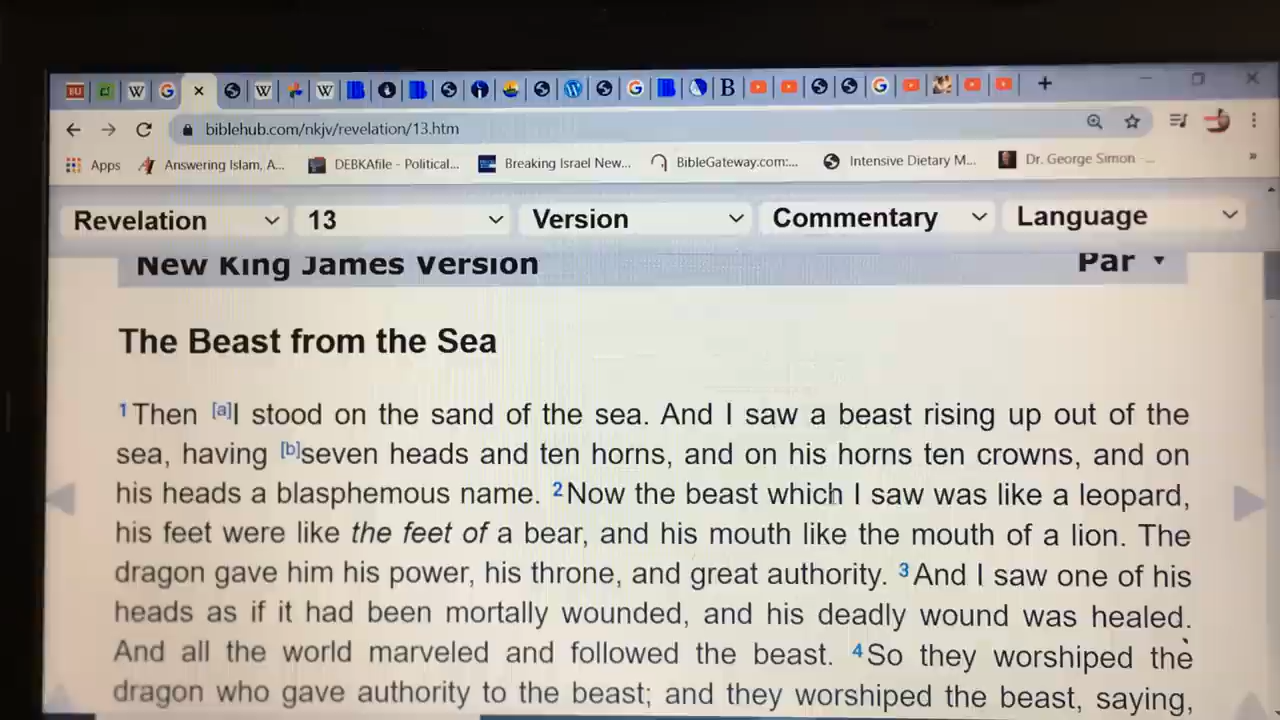 biblehub.com/nkjv/revelation/13.htm
Apps Answering Islam, A... DEBKAfile - Political... Breaking Israel New... BibleGateway.com:... Intensive Dietary M... Dr. George Simon ... »
Revelation 13 Version Commentary Language
New King James Version Par
The Beast from the Sea
1 Then [a]I stood on the sand of the sea. And I saw a beast rising up out of the
sea, having [b]seven heads and ten horns, and on his horns ten crowns, and on
his heads a blasphemous name. 2 Now the beast which I saw was like a leopard,
his feet were like the feet of a bear, and his mouth like the mouth of a lion. The
dragon gave him his power, his throne, and great authority. 3 And I saw one of his
heads as if it had been mortally wounded, and his deadly wound was healed.
And all the world marveled and followed the beast. 4 So they worshiped the
dragon who gave authority to the beast; and they worshiped the beast, saying,